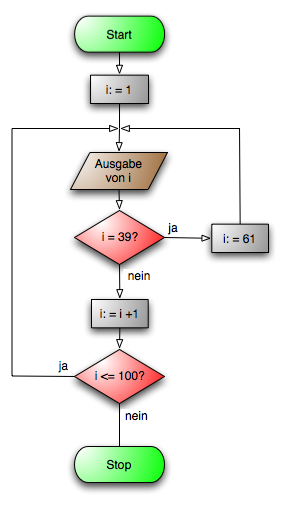 Start
i: = 1
Ausgabe
von i
i = 39?
ja
i: = 61
nein
i: = i +1
i <= 100?
ja
nein
Stop